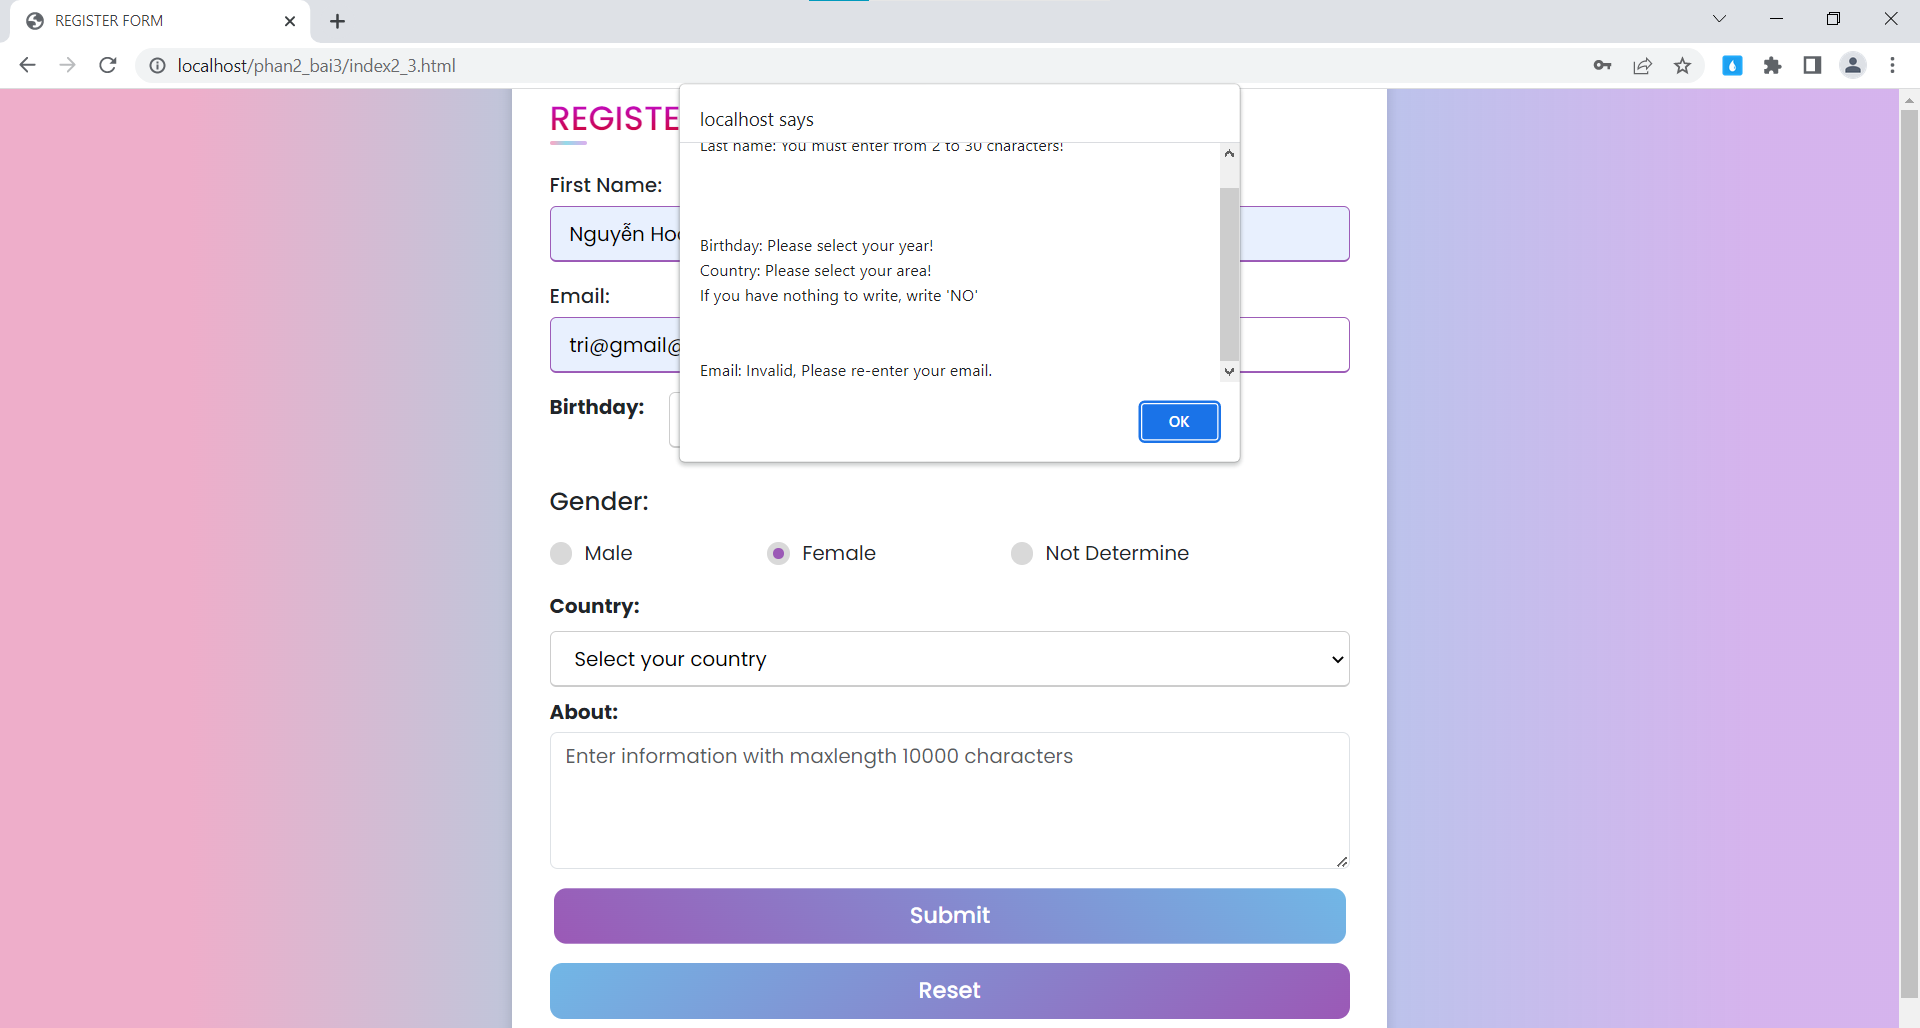 REGISTER FORM
localhost/phan2_bai3/index2_3.html
REGISTE
localhost says
Last name: You must enter from 2 to 30 characters!
First Name:
Nguyễn Ho
Birthday: Please select your year!
Country: Please select your area!
If you have nothing to write, write 'NO'
Email:
tri@gmail@
Email: Invalid, Please re-enter your email.
Birthday:
OK
Gender:
Male
Female
Not Determine
Country:
Select your country
About:
Enter information with maxlength 10000 characters
Submit
Reset